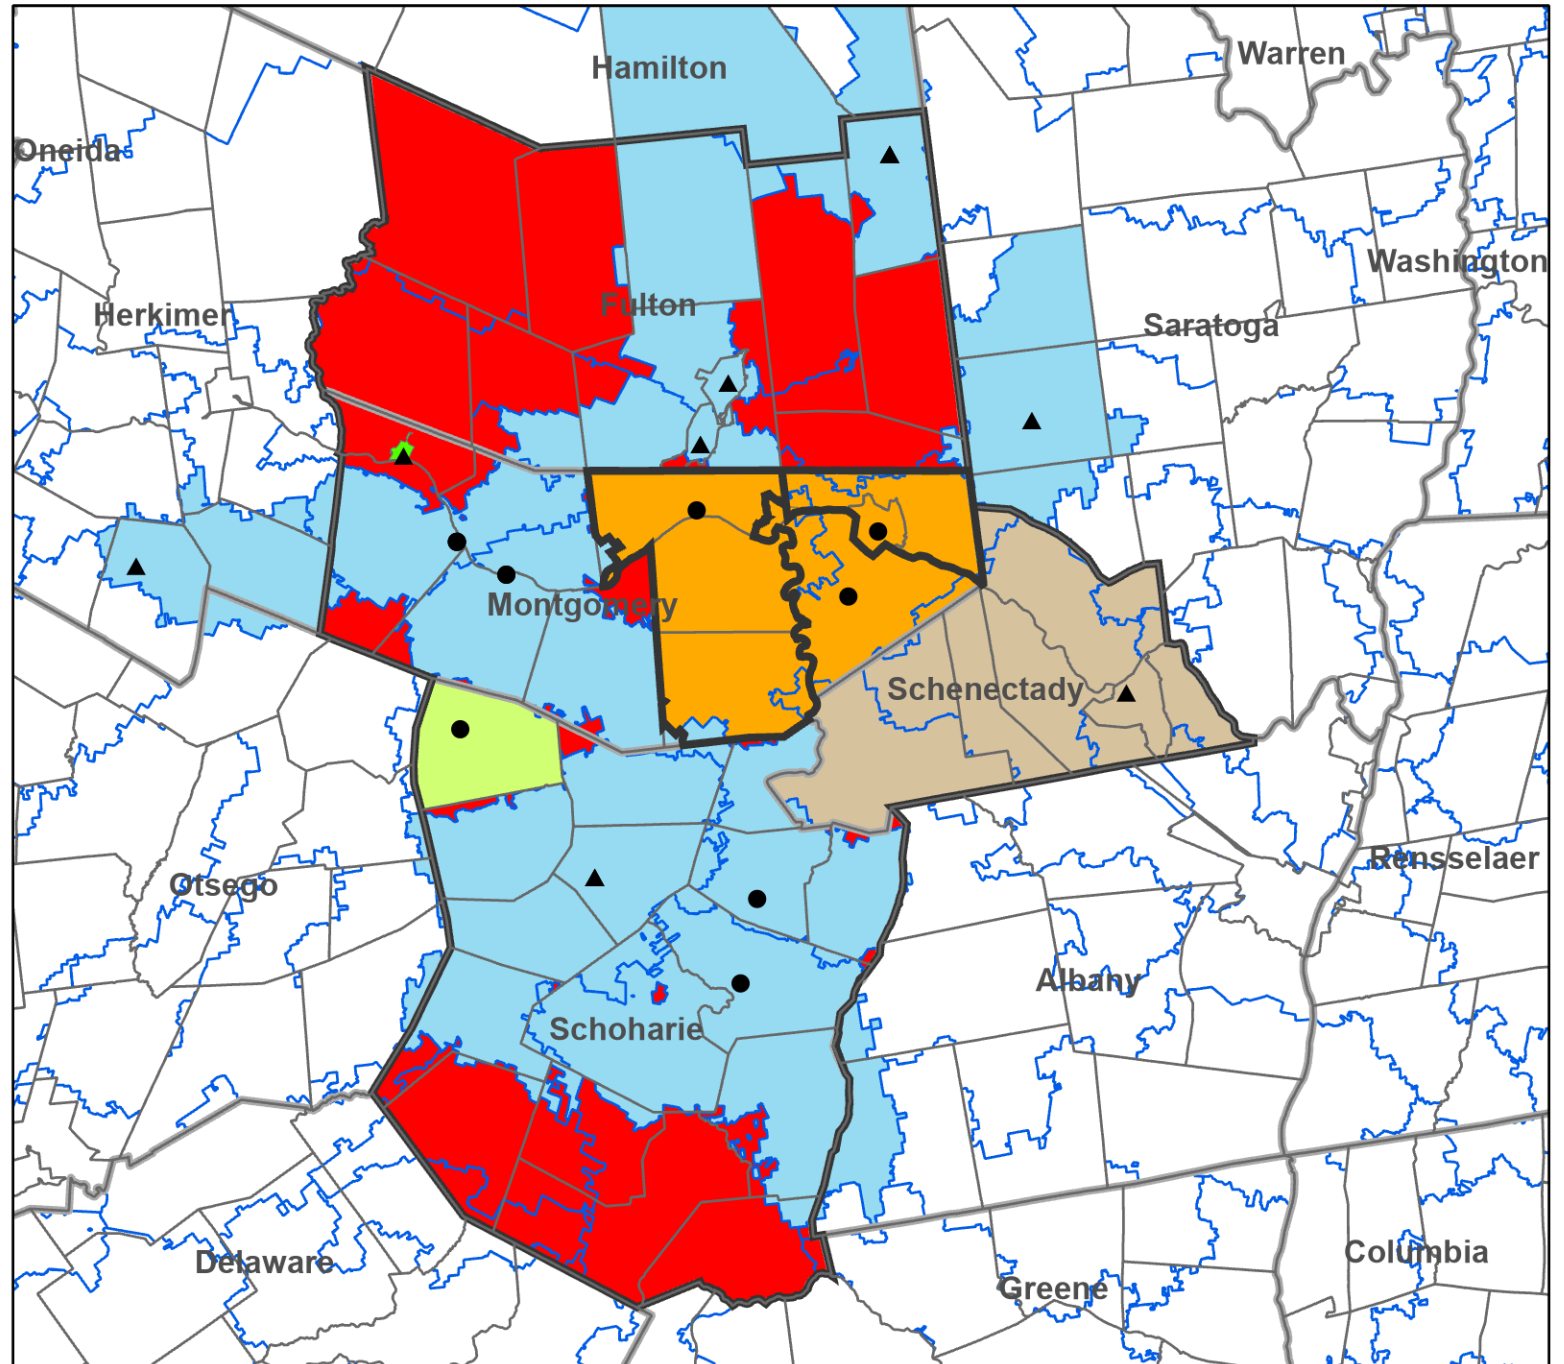 Hamilton
Warren
Oneida
Washington
Fulton
Herkimer
Saratoga
Montgomery
Schenectady
Rensselaer
Otsego
Albany
Schoharie
Delaware
Columbia
Greene